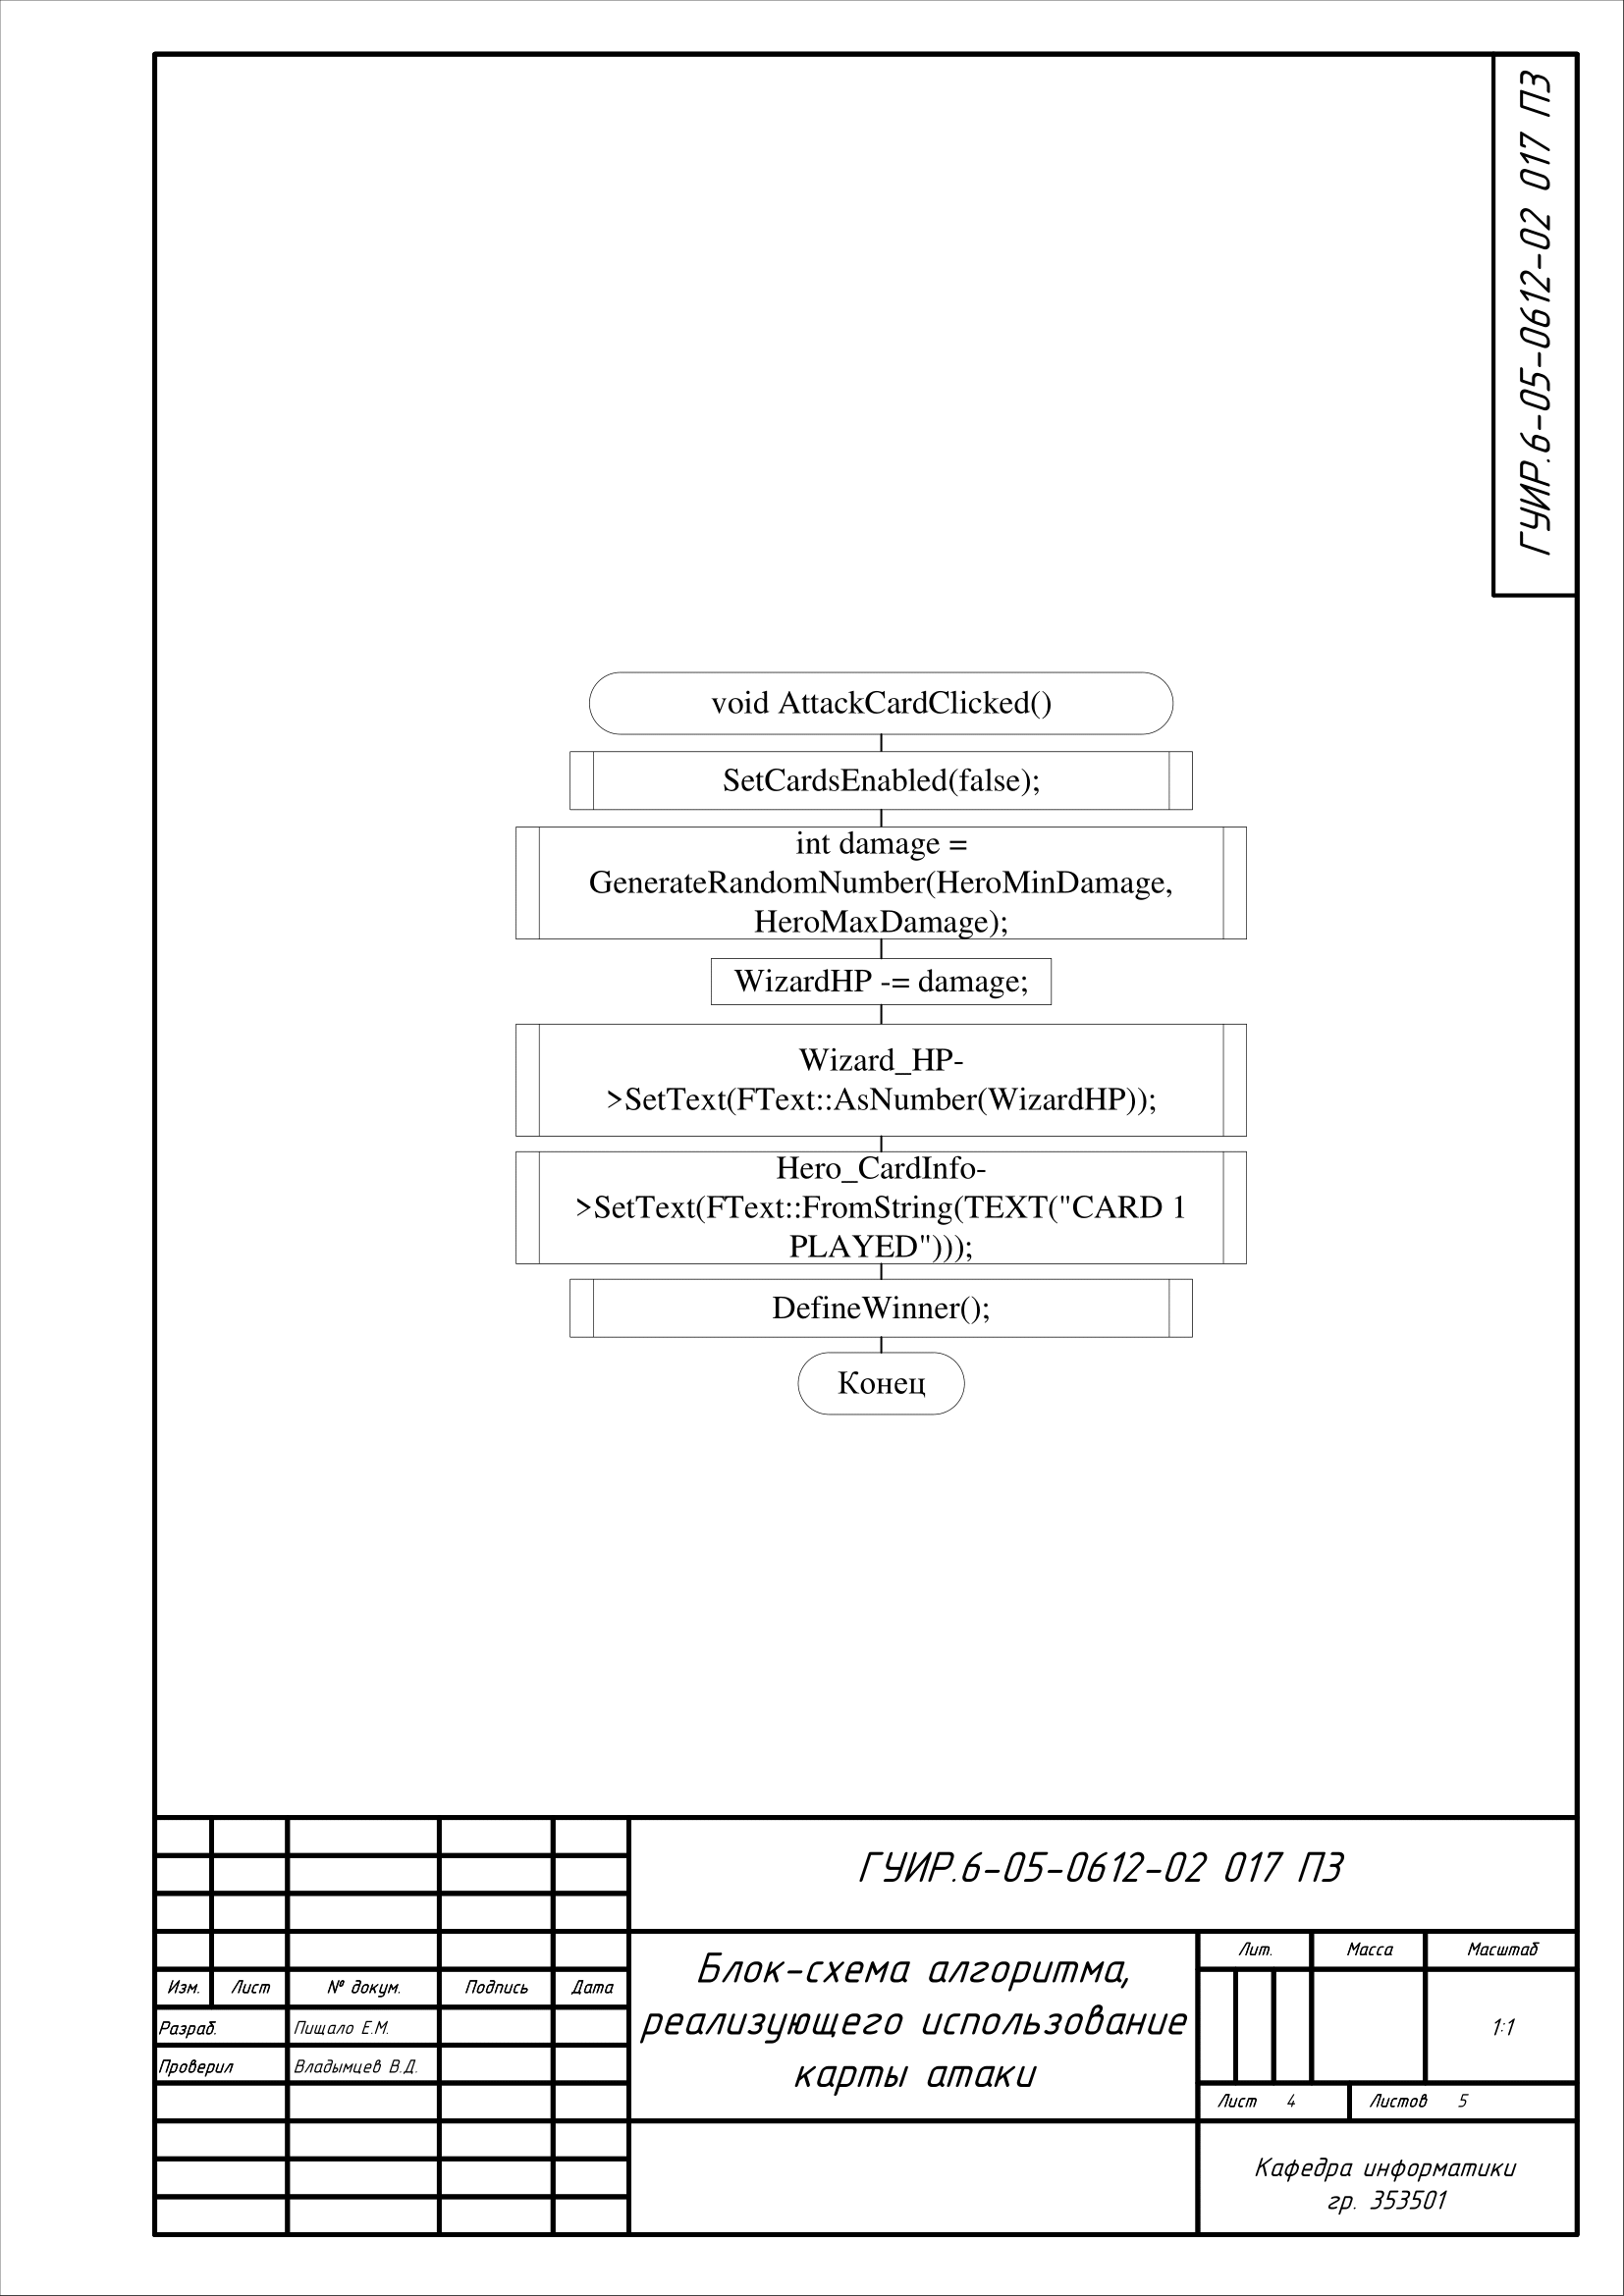 ГУИР.6-05-0612-02 017 ПЗ
void AttackCardClicked()
SetCardsEnabled(false);
int damage =
GenerateRandomNumber(HeroMinDamage,
HeroMaxDamage);
WizardHP -= damage;
Wizard_HP-
>SetText(FText::AsNumber(WizardHP));
Hero_CardInfo-
>SetText(FText::FromString(TEXT("CARD 1
PLAYED")));
DefineWinner();
Конец
ГУИР.6-05-0612-02 017 ПЗ
Изм. Лист № докум. Подпись Дата
Разраб. Пищало Е.М.
Проверил Владымцев В.Д.
Блок-схема алгоритма,
реализующего использование
карты атаки
Лит. Масса Масштаб
1:1
Лист 4 Листов 5
Кафедра информатики
гр. 353501